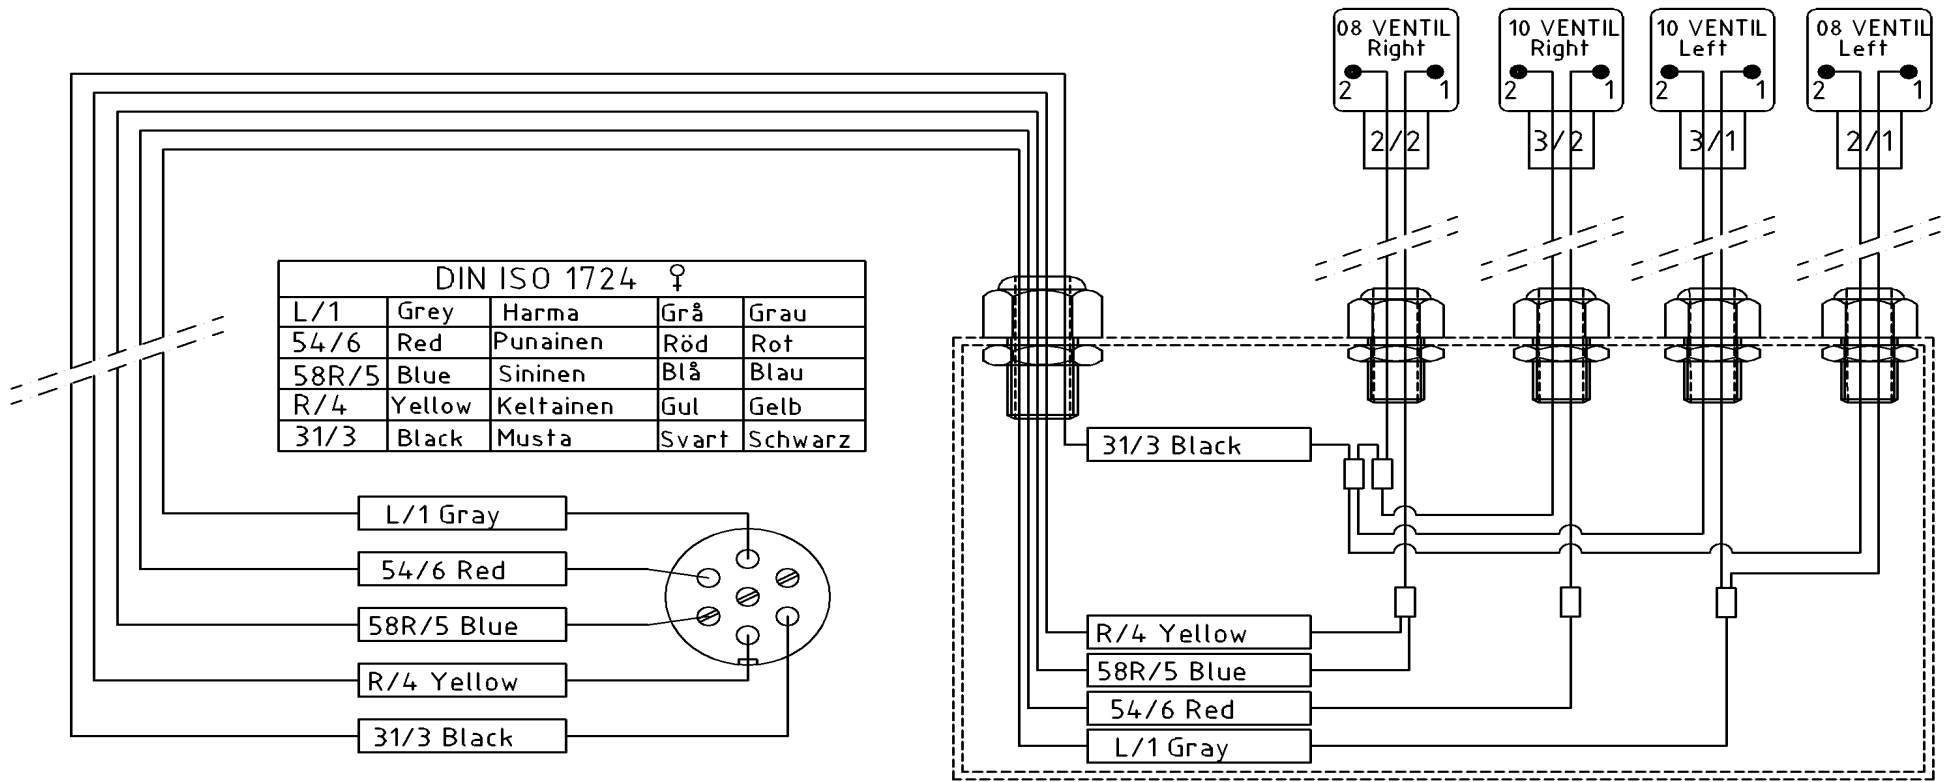 08 VENTIL
Right
2 1
2/2
10 VENTIL
Right
2 1
3/2
10 VENTIL
Left
2 1
3/1
08 VENTIL
Left
2 1
2/1
DIN ISO 1724 ♀
L/1 Grey Harma Grå Grau
54/6 Red Punainen Röd Rot
58R/5 Blue Sininen Blå Blau
R/4 Yellow Keltainen Gul Gelb
31/3 Black Musta Svart Schwarz
L/1 Gray
54/6 Red
58R/5 Blue
R/4 Yellow
31/3 Black
31/3 Black
R/4 Yellow
58R/5 Blue
54/6 Red
L/1 Gray